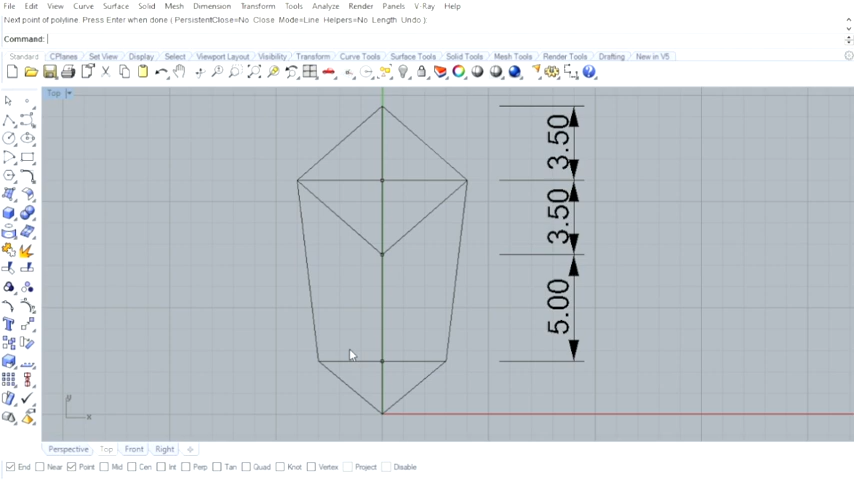 File Edit View Curve Surface Solid Mesh Dimension Transform Tools Analyze Render Panels V-Ray Help
Next point of polyline. Press Enter when done ( PersistentClose=No Close Mode=Line Helpers=No Length Undo ):
Command:
Standard CPlanes Set View Display Select Viewport Layout Visibility Transform Curve Tools Surface Tools Solid Tools Mesh Tools Render Tools Drafting New in V5
Top
3.50
3.50
5.00
y
x
Perspective Top Front Right
End Near Point Mid Cen Int Perp Tan Quad Knot Vertex Project Disable